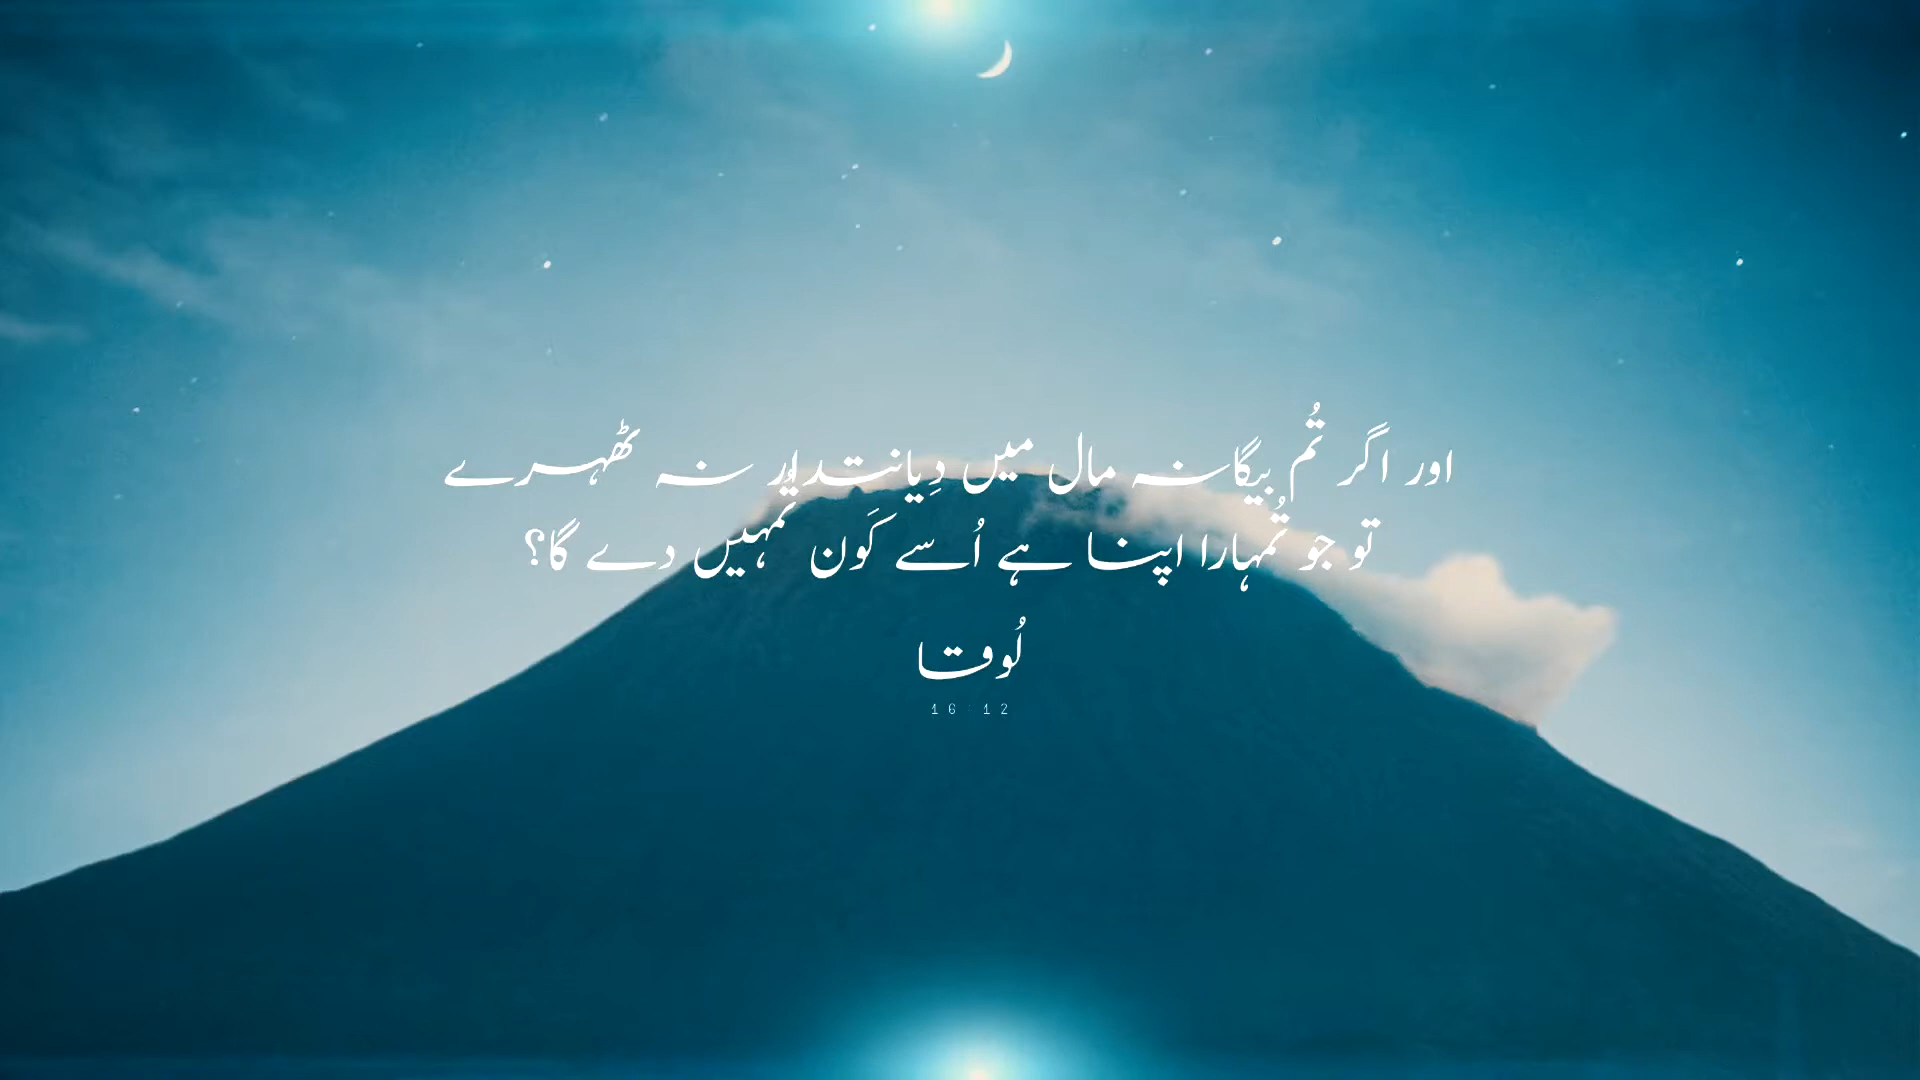 اور اگر تُم بیگانہ مال میں دِیانتدار نہ ٹھہرے
تو جو تُمہارا اپنا ہے اُسے کَون تُمہیں دے گا؟
لُوقا
16:12